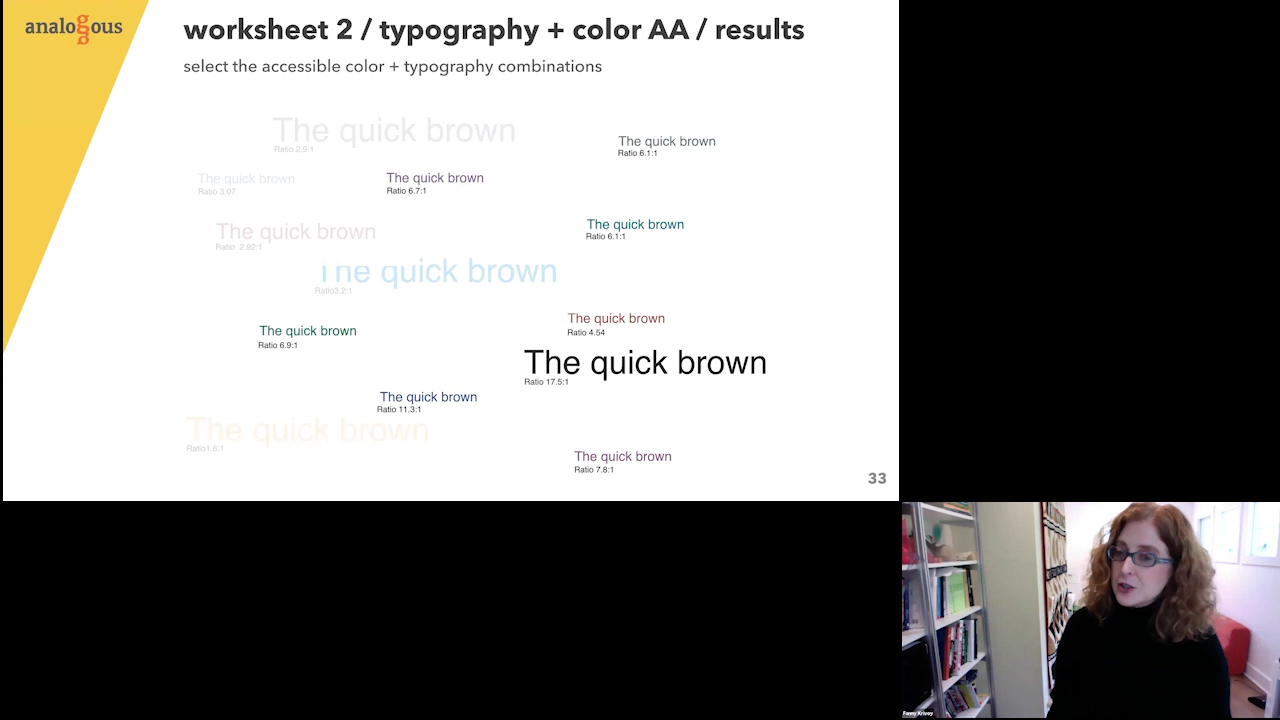 analogous
worksheet 2 / typography + color AA / results
select the accessible color + typography combinations
The quick brown
Ratio 2.9:1
The quick brown
Ratio 6.1:1
The quick brown
Ratio 3.07
The quick brown
Ratio 6.7:1
The quick brown
Ratio 2.92:1
The quick brown
Ratio 6.1:1
The quick brown
Ratio3.2:1
The quick brown
Ratio 4.54
The quick brown
Ratio 6.9:1
The quick brown
Ratio 17.5:1
The quick brown
Ratio 11.3:1
The quick brown
Ratio1.6:1
The quick brown
Ratio 7.8:1
33
Fanny Krivoy